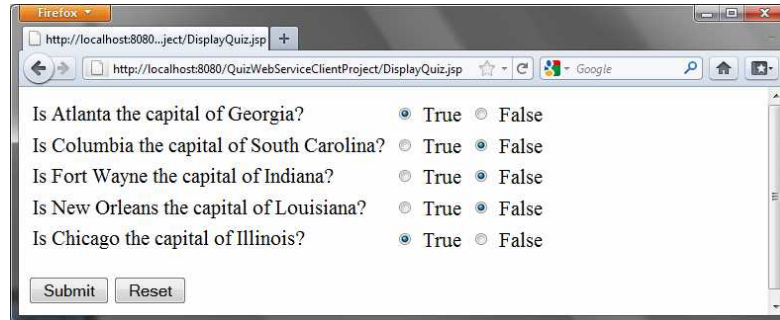 Firefox
http://localhost:8080...ject/DisplayQuiz.jsp +
http://localhost:8080/QuizWebServiceClientProject/DisplayQuiz.jsp Google
Is Atlanta the capital of Georgia? True False
Is Columbia the capital of South Carolina? True False
Is Fort Wayne the capital of Indiana? True False
Is New Orleans the capital of Louisiana? True False
Is Chicago the capital of Illinois? True False
Submit Reset